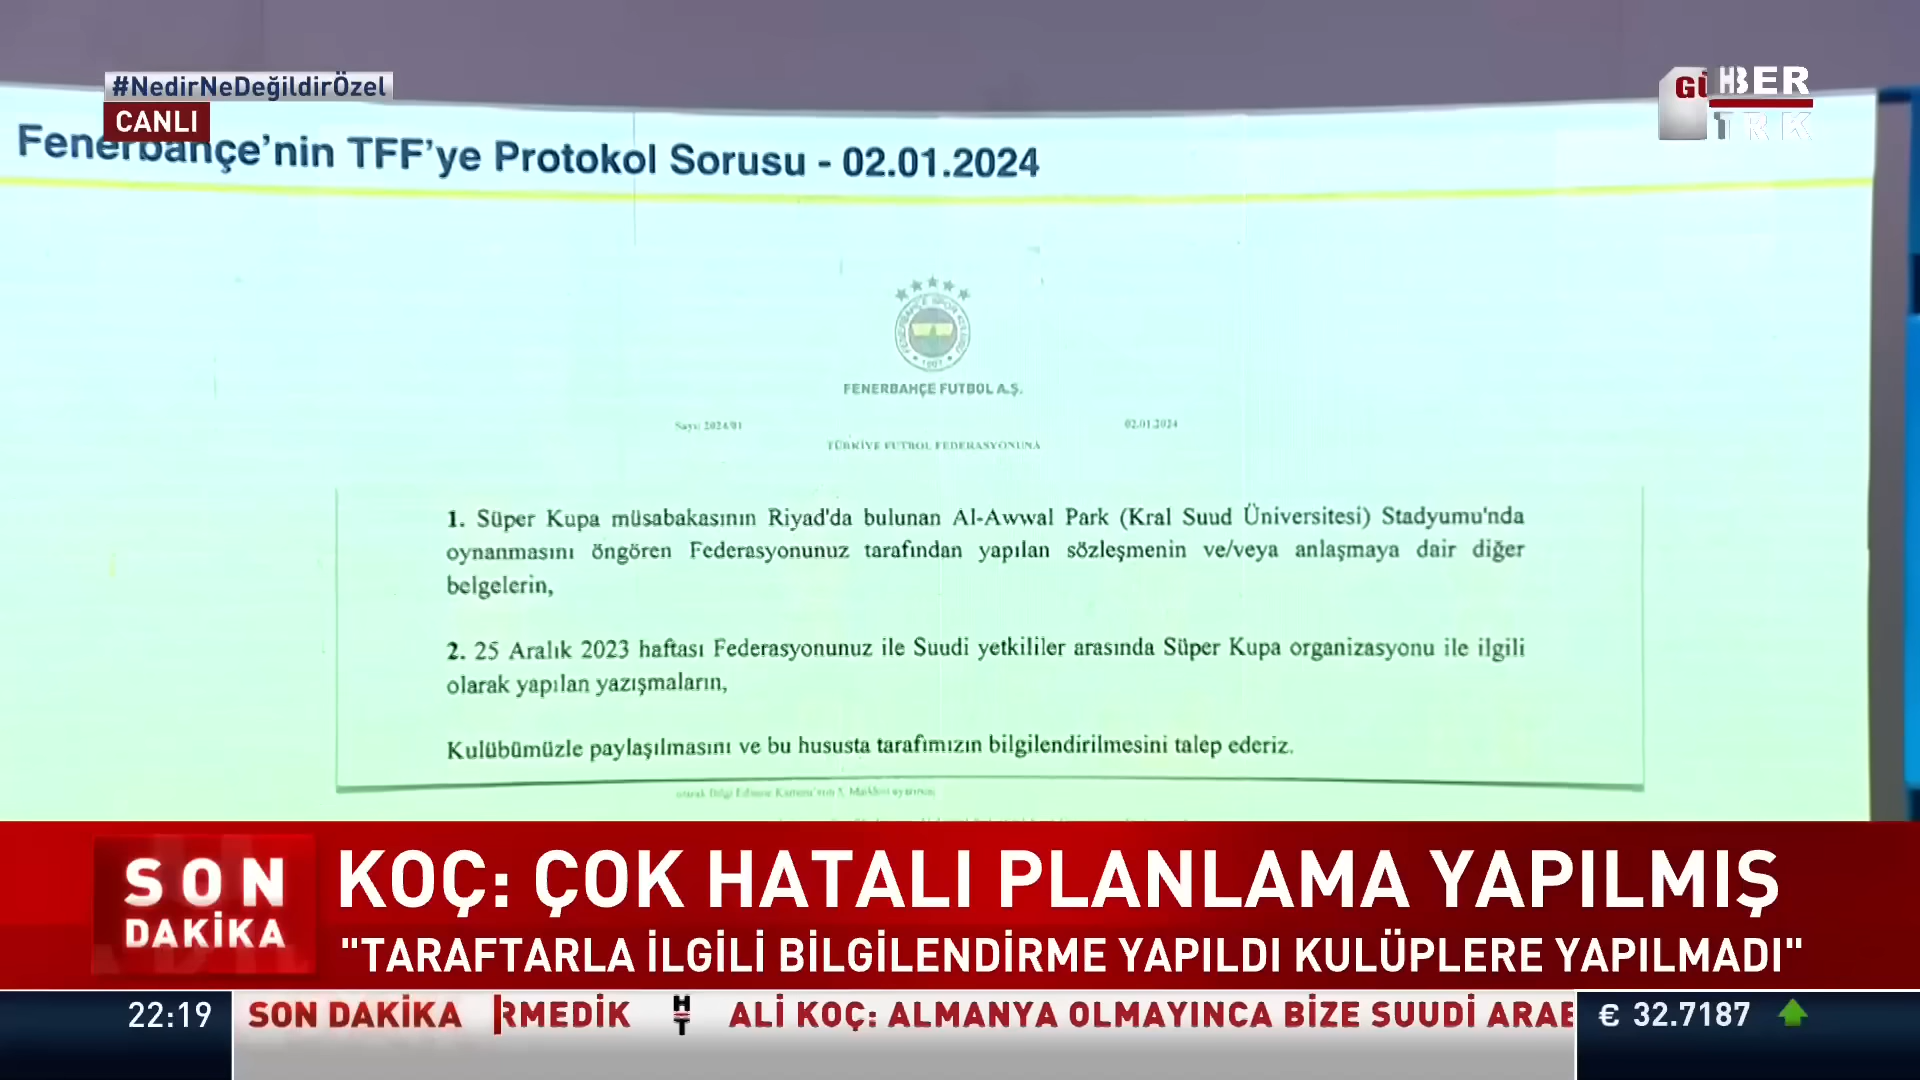 #NedirNeDeğildirÖzel
CANLI
Fenerbahçe’nin TFF’ye Protokol Sorusu - 02.01.2024
FENERBAHÇE FUTBOL A.Ş.
Sayı: 2024/01
02.01.2024
TÜRKİYE FUTBOL FEDERASYONUNA
1. Süper Kupa müsabakasının Riyad'da bulunan Al-Awwal Park (Kral Suud Üniversitesi) Stadyumu'nda
oynanmasını öngören Federasyonunuz tarafından yapılan sözleşmenin ve/veya anlaşmaya dair diğer
belgelerin,
2. 25 Aralık 2023 haftası Federasyonunuz ile Suudi yetkililer arasında Süper Kupa organizasyonu ile ilgili
olarak yapılan yazışmaların,
Kulübümüzle paylaşılmasını ve bu hususta tarafımızın bilgilendirilmesini talep ederiz.
SON
DAKİKA
KOÇ: ÇOK HATALI PLANLAMA YAPILMIŞ
"TARAFTARLA İLGİLİ BİLGİLENDİRME YAPILDI KULÜPLERE YAPILMADI"
22:19
SON DAKİKA
RMEDİK
HT
ALİ KOÇ: ALMANYA OLMAYINCA BİZE SUUDİ ARAB
€ 32.7187